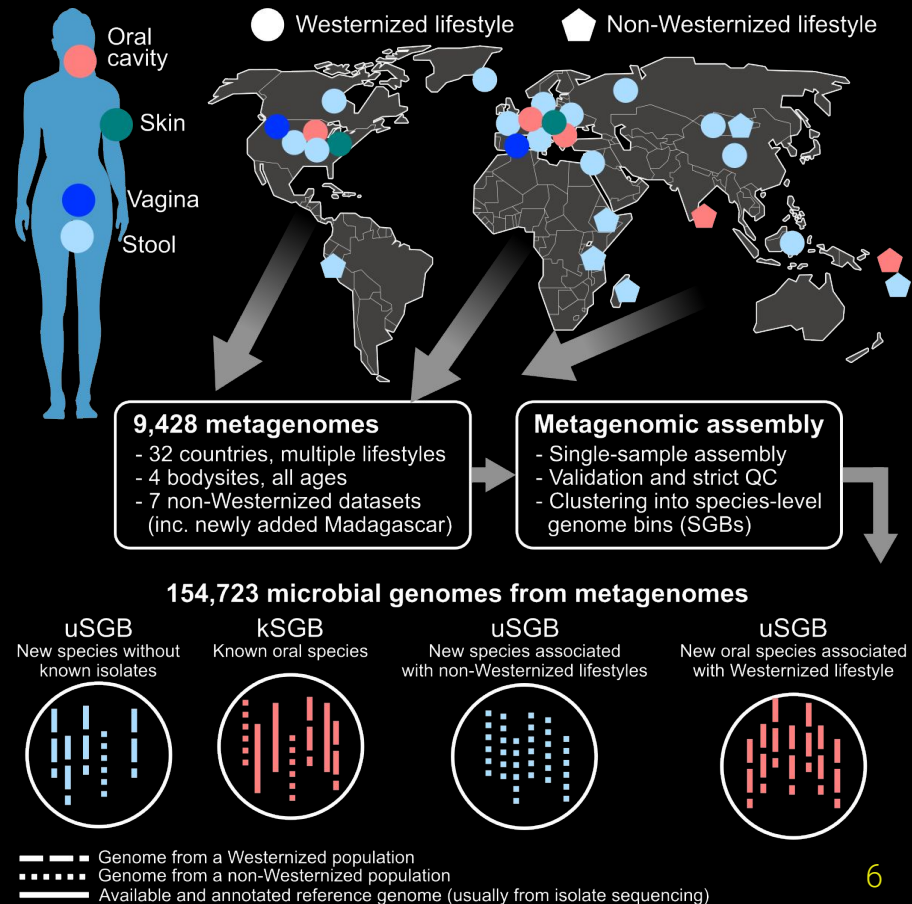 Westernized lifestyle
Non-Westernized lifestyle
Oral
cavity
Skin
Vagina
Stool
9,428 metagenomes
- 32 countries, multiple lifestyles
- 4 bodysites, all ages
- 7 non-Westernized datasets
(inc. newly added Madagascar)
Metagenomic assembly
- Single-sample assembly
- Validation and strict QC
- Clustering into species-level
genome bins (SGBs)
154,723 microbial genomes from metagenomes
uSGB
New species without
known isolates
kSGB
Known oral species
uSGB
New species associated
with non-Westernized lifestyles
uSGB
New oral species associated
with Westernized lifestyle
Genome from a Westernized population
Genome from a non-Westernized population
Available and annotated reference genome (usually from isolate sequencing)
6